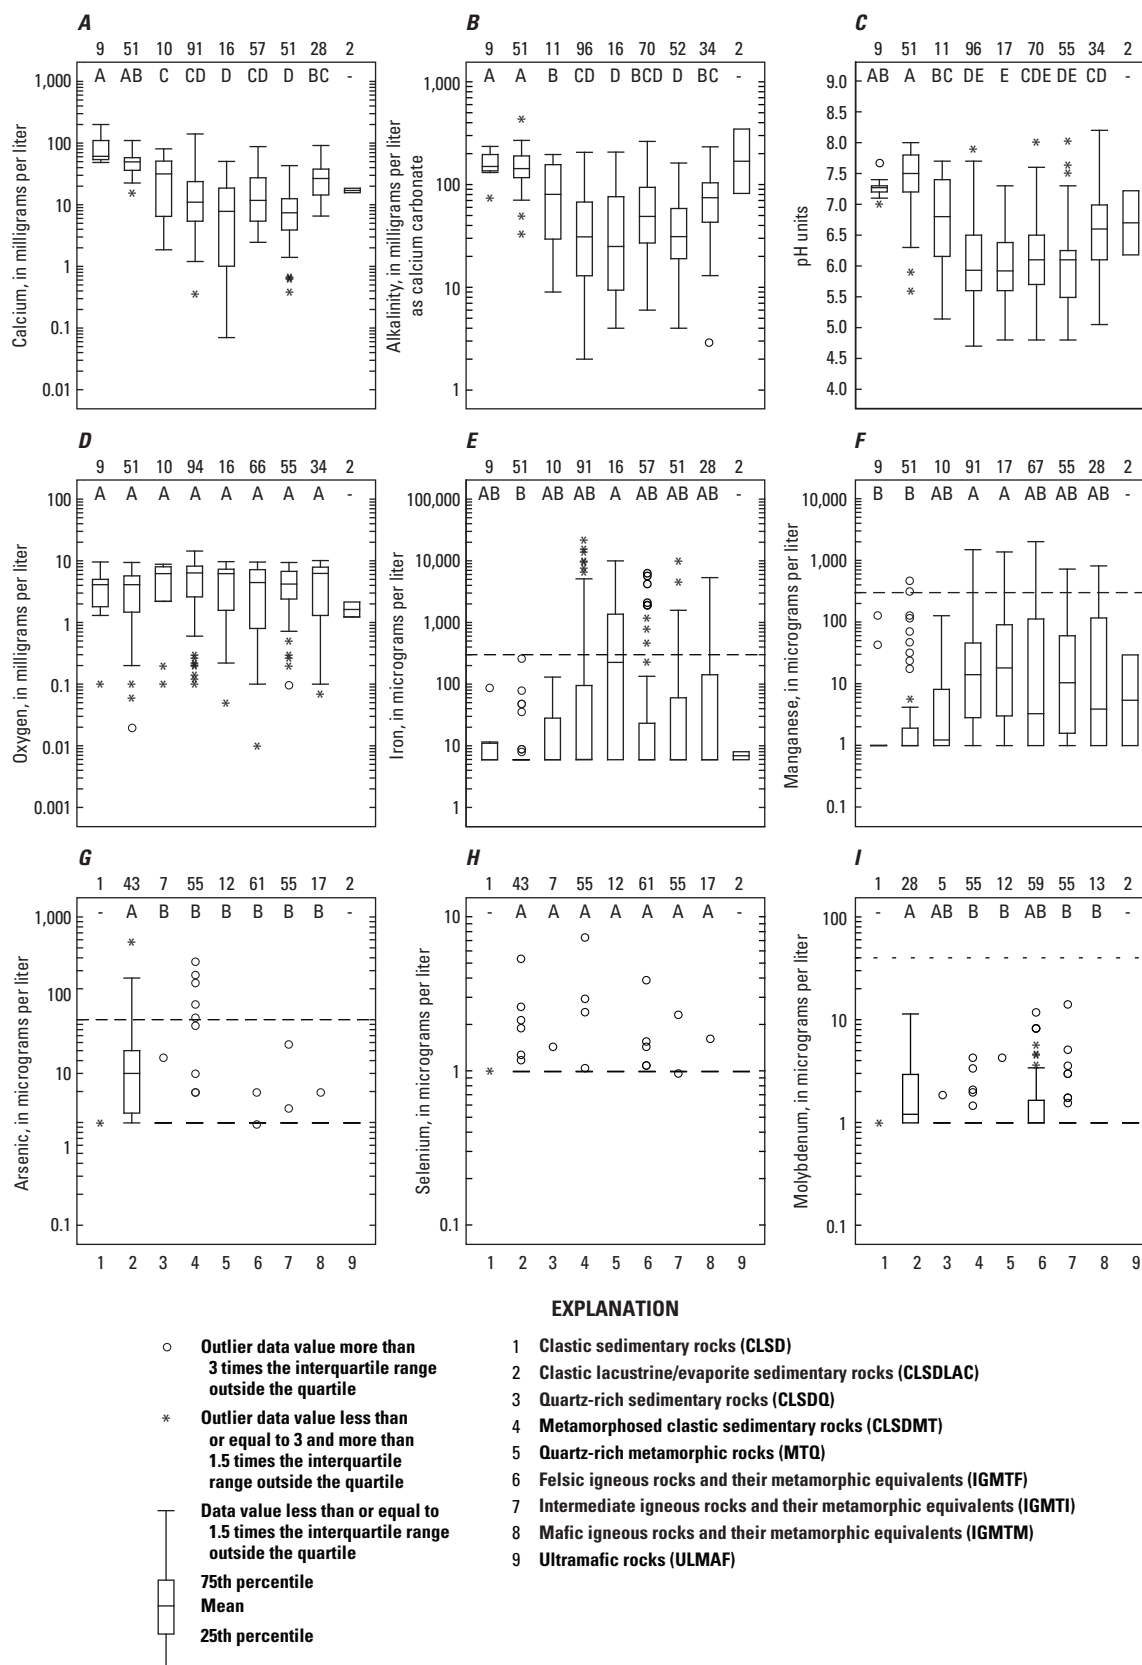 A
B
C
9 51 10 91 16 57 51 28 2
9 51 11 96 16 70 52 34 2
9 51 11 96 17 70 55 34 2
A AB C CD D CD D BC -
A A B CD D BCD D BC -
AB A BC DE E CDE DE CD -
Calcium, in milligrams per liter
1,000
100
10
1
0.1
0.01
Alkalinity, in milligrams per liter
as calcium carbonate
1,000
100
10
1
pH units
9.0
8.5
8.0
7.5
7.0
6.5
6.0
5.5
5.0
4.5
4.0
D
E
F
9 51 10 94 16 66 55 34 2
9 51 10 91 16 57 51 28 2
9 51 10 91 17 67 55 28 2
A A A A A A A A -
AB B AB AB A AB AB AB -
B B AB A A AB AB AB -
Oxygen, in milligrams per liter
100
10
1
0.1
0.01
0.001
Iron, in micrograms per liter
100,000
10,000
1,000
100
10
1
Manganese, in micrograms per liter
10,000
1,000
100
10
1
0.1
G
H
I
1 43 7 55 12 61 55 17 2
1 43 7 55 12 61 55 17 2
1 28 5 55 12 59 55 13 2
- A B B B B B B -
- A A A A A A A -
- A AB B B AB B B -
Arsenic, in micrograms per liter
1,000
100
10
1
0.1
Selenium, in micrograms per liter
10
1
0.1
Molybdenum, in micrograms per liter
100
10
1
0.1
1 2 3 4 5 6 7 8 9
1 2 3 4 5 6 7 8 9
1 2 3 4 5 6 7 8 9
EXPLANATION
Outlier data value more than
3 times the interquartile range
outside the quartile
Outlier data value less than
or equal to 3 and more than
1.5 times the interquartile
range outside the quartile
Data value less than or equal to
1.5 times the interquartile range
outside the quartile
75th percentile
Mean
25th percentile
1 Clastic sedimentary rocks (CLSD)
2 Clastic lacustrine/evaporite sedimentary rocks (CLSDLAC)
3 Quartz-rich sedimentary rocks (CLSDQ)
4 Metamorphosed clastic sedimentary rocks (CLSDMT)
5 Quartz-rich metamorphic rocks (MTQ)
6 Felsic igneous rocks and their metamorphic equivalents (IGMTF)
7 Intermediate igneous rocks and their metamorphic equivalents (IGMTI)
8 Mafic igneous rocks and their metamorphic equivalents (IGMTM)
9 Ultramafic rocks (ULMAF)